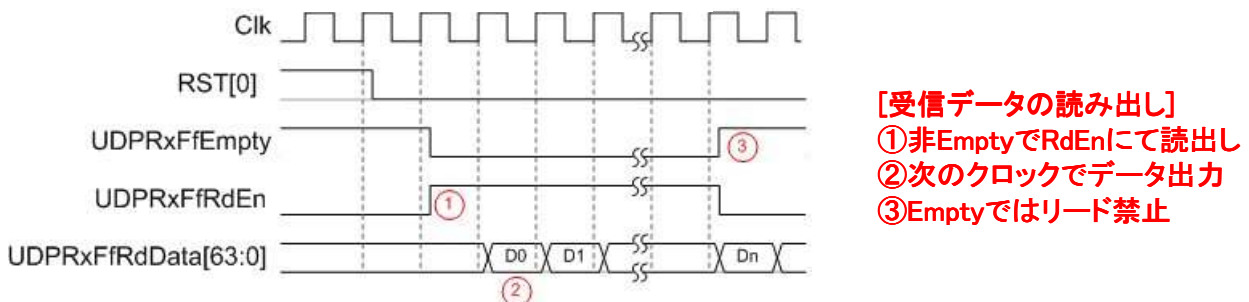 Clk
RST[0]
UDPRxFfEmpty
③
UDPRxFfRdEn
①
UDPRxFfRdData[63:0]
D0
D1
Dn
②
[受信データの読み出し]
①非EmptyでRdEnにて読出し
②次のクロックでデータ出力
③Emptyではリード禁止